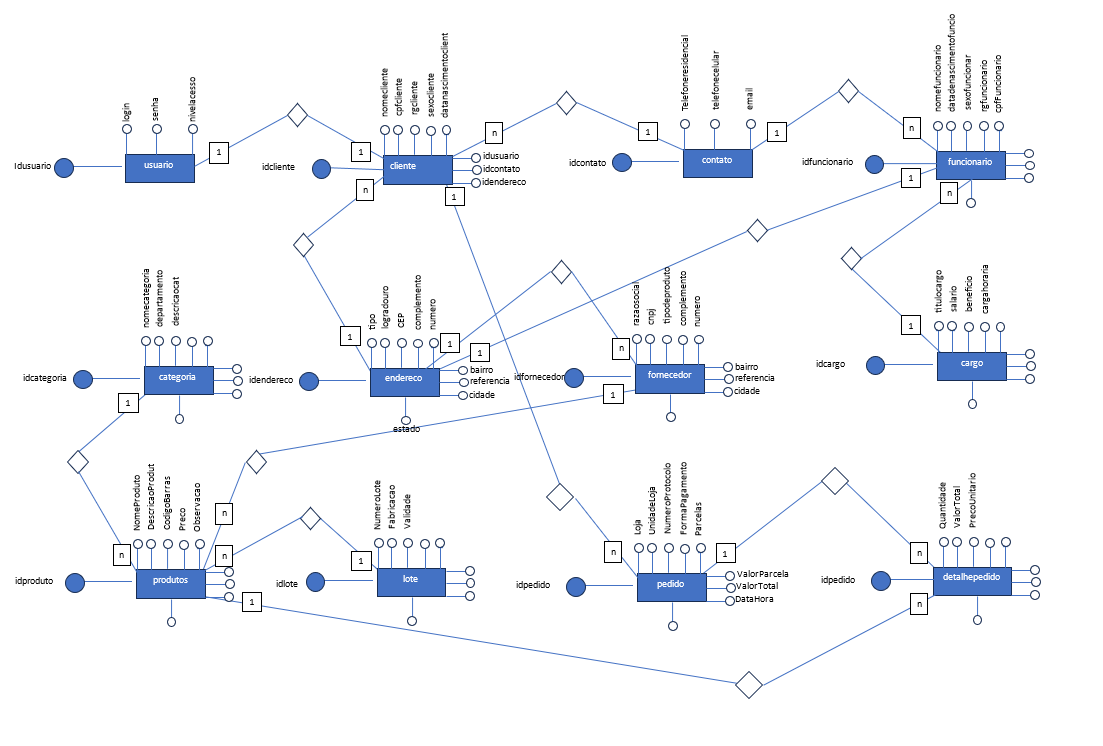 login
senha
nivelacesso
Idusuario
usuario
1
1
nomecliente
cpfcliente
rgcliente
sexocliente
datanascimentoclient
idcliente
cliente
idusuario
idcontato
idendereco
n
1
n
1
Telefoneresidencial
telefonecelular
email
idcontato
contato
1
n
nomefuncionario
datadenascimentofuncio
sexofuncionar
rgfuncionario
cpfFuncionario
idfuncionario
funcionario
1
n
nomecategoria
departamento
descricaocat
idcategoria
categoria
1
tipo
logradouro
CEP
complemento
numero
1
1
1
idendereco
endereco
bairro
referencia
cidade
estado
razaosocial
cnpj
tipodeproduto
complemento
numero
n
idfornecedor
fornecedor
bairro
referencia
cidade
1
titulocargo
salario
beneficio
cargahoraria
1
idcargo
cargo
NomeProduto
DescricaoProdut
CodigoBarras
Preco
Observacao
n
n
n
idproduto
produtos
1
NumeroLote
Fabricacao
Validade
1
idlote
lote
Loja
UnidadeLoja
NumeroProtocolo
FormaPagamento
Parcelas
n
1
idpedido
pedido
ValorParcela
ValorTotal
DataHora
Quantidade
ValorTotal
PrecoUnitario
n
idpedido
detalhepedido
n